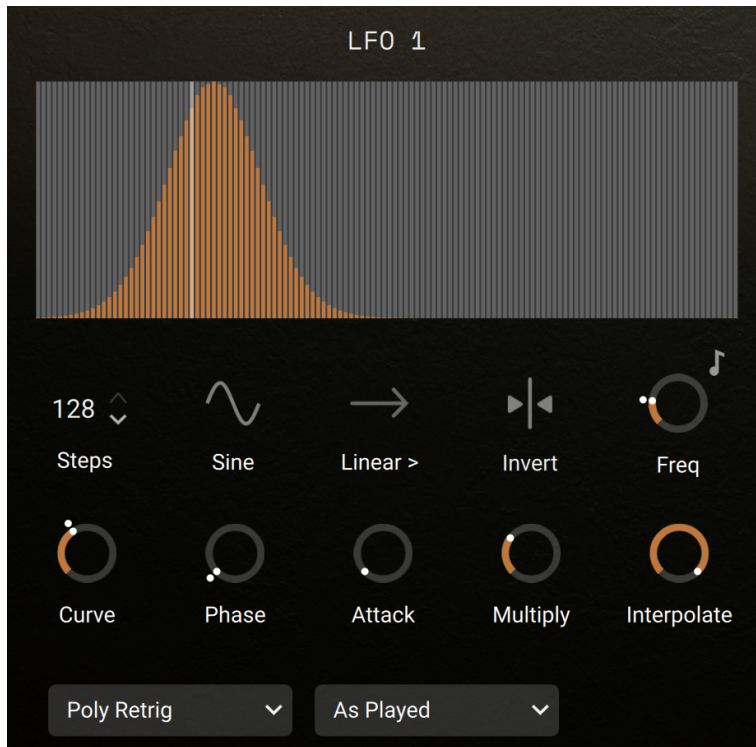 LFO 1
128
Steps
Sine
Linear >
Invert
Freq
Curve
Phase
Attack
Multiply
Interpolate
Poly Retrig
As Played